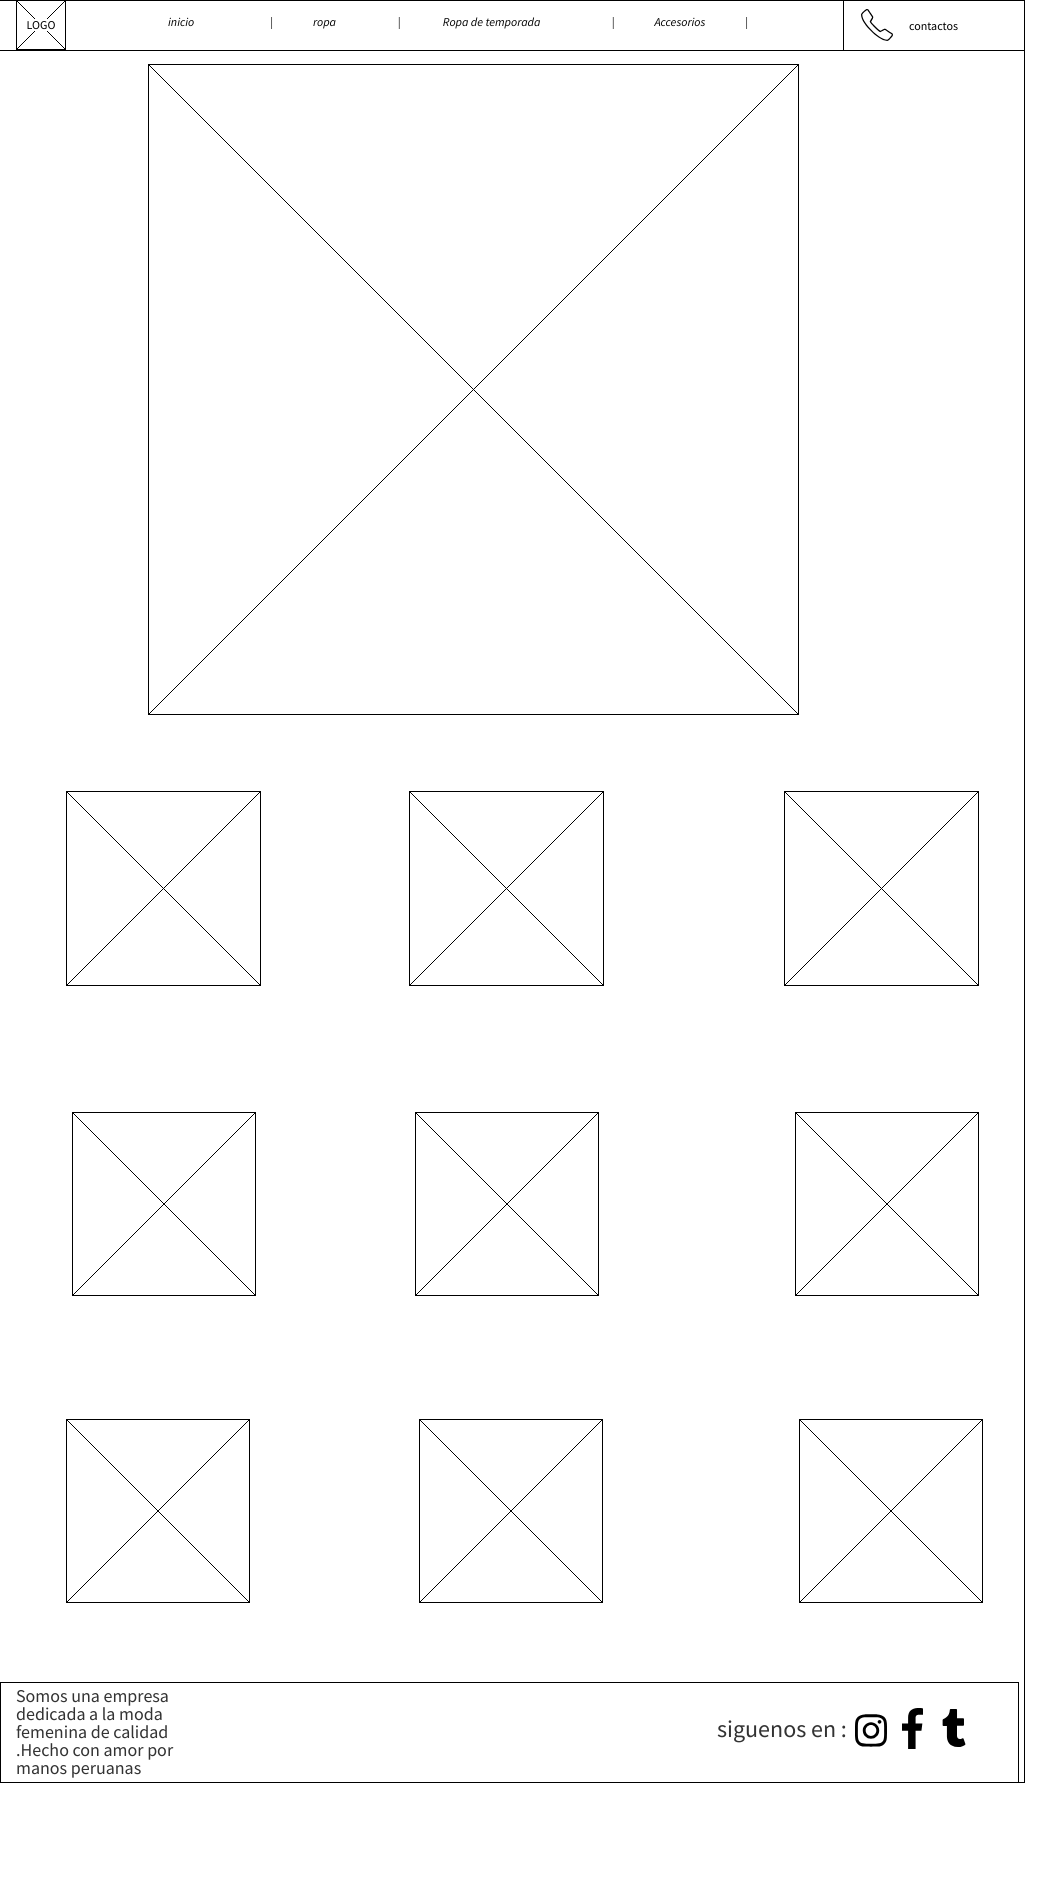 LOGO
inicio | ropa | Ropa de temporada | Accesorios |
contactos
Somos una empresa
dedicada a la moda
femenina de calidad
.Hecho con amor por
manos peruanas
siguenos en :